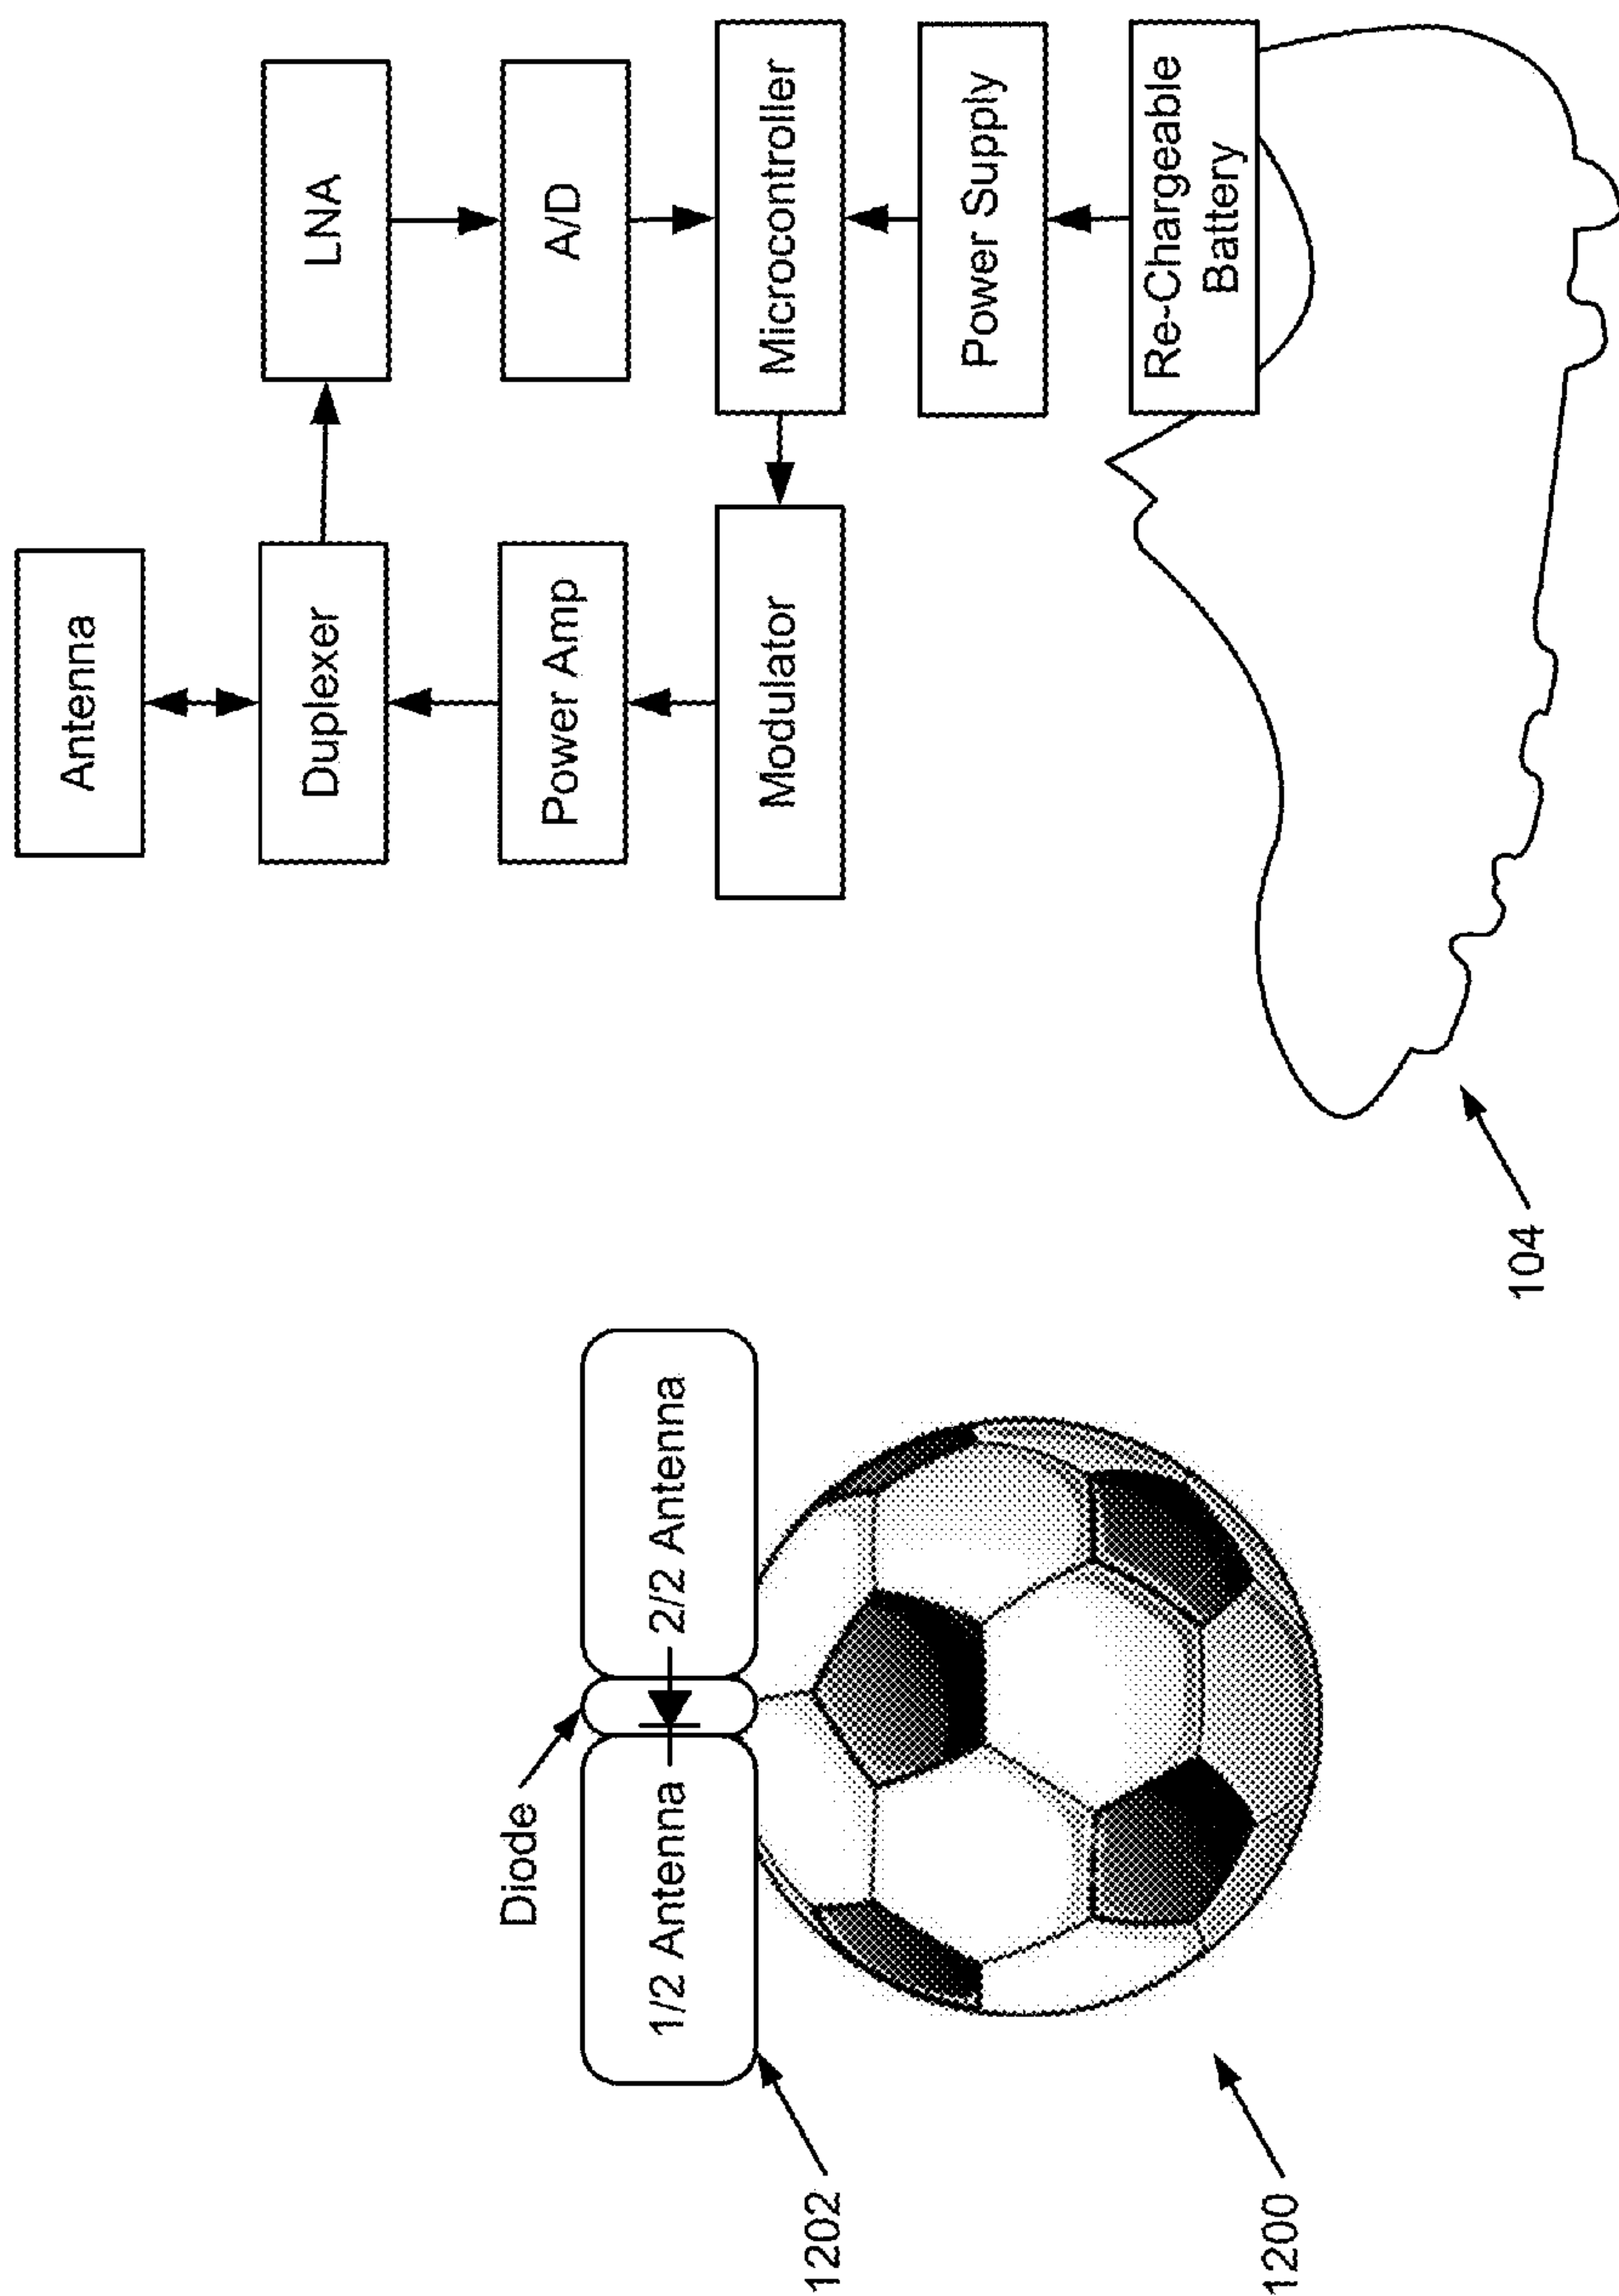 Antenna
Duplexer
LNA
Power Amp
A/D
Modulator
Microcontroller
Power Supply
Re-Chargeable
Battery
104
Diode
1/2 Antenna
2/2 Antenna
1202
1200